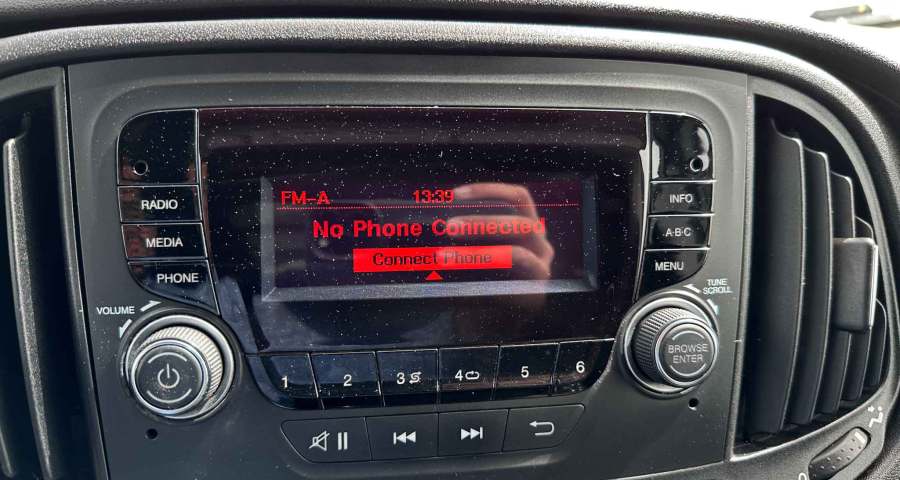 FM-A 13:39
No Phone Connected
Connect Phone
RADIO
MEDIA
PHONE
VOLUME
INFO
A-B-C
MENU
TUNE
SCROLL
BROWSE
ENTER
1 2 3 4 5 6
0